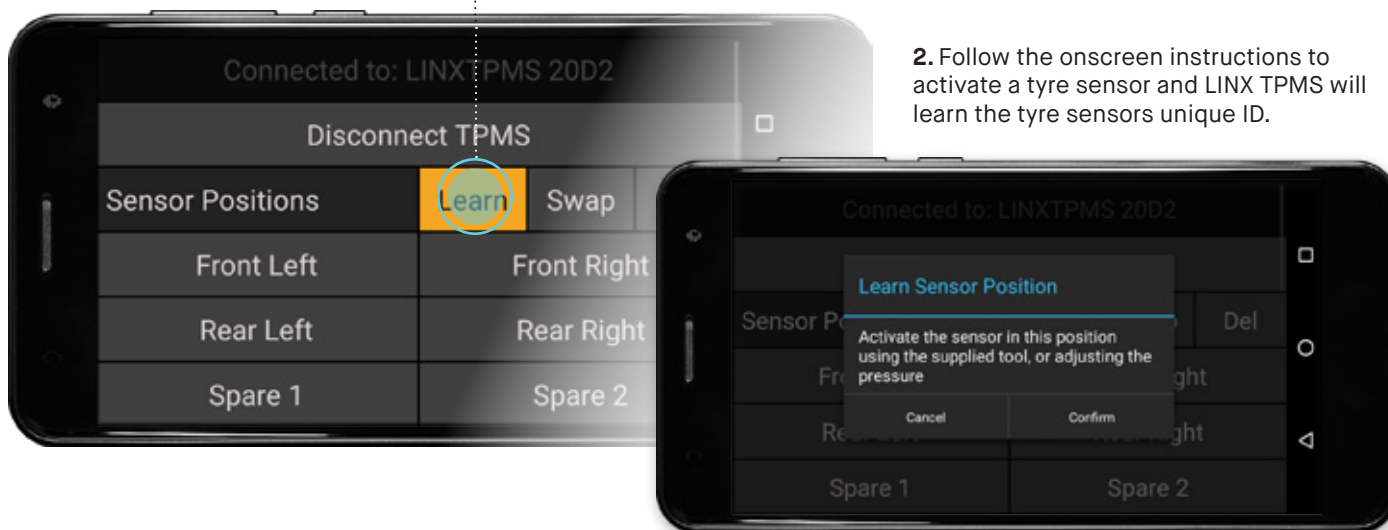 Connected to: LINXTPMS 20D2
Disconnect TPMS
Sensor Positions Learn Swap
Front Left Front Right
Rear Left Rear Right
Spare 1 Spare 2
2. Follow the onscreen instructions to
activate a tyre sensor and LINX TPMS will
learn the tyre sensors unique ID.
Connected to: LINXTPMS 20D2
Learn Sensor Position
Sensor Po Del
Activate the sensor in this position
using the supplied tool, or adjusting the
pressure
Fr ght
Cancel Confirm
Spare 1 Spare 2